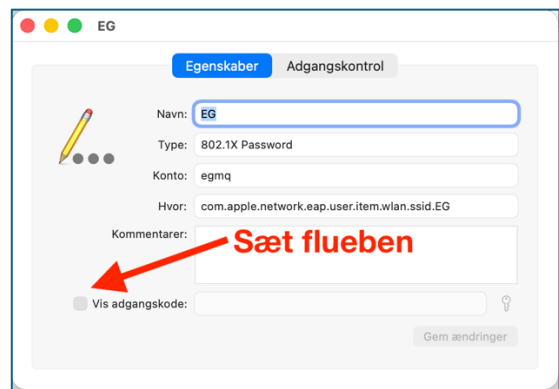 EG
Egenskaber
Adgangskontrol
Navn: EG
Type: 802.1X Password
Konto: egmq
Hvor: com.apple.network.eap.user.item.wlan.ssid.EG
Kommentarer:
Sæt flueben
Vis adgangskode:
Gem ændringer